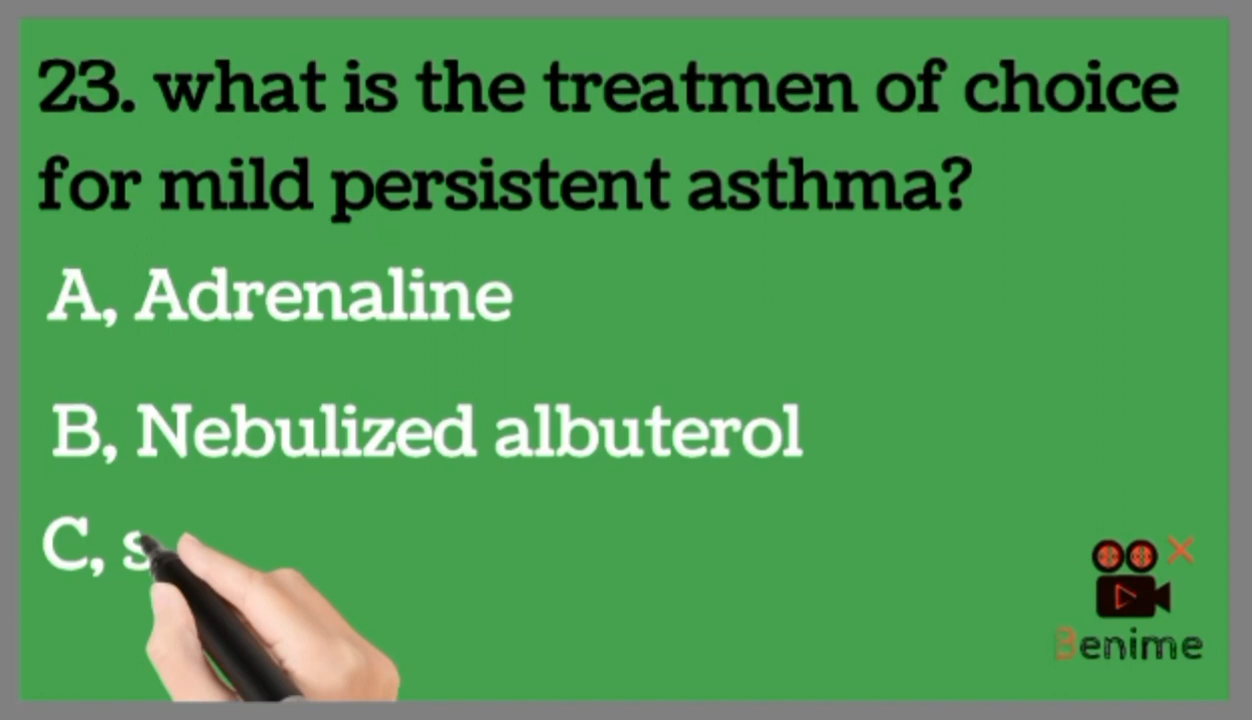 23. what is the treatmen of choice
for mild persistent asthma?
A, Adrenaline
B, Nebulized albuterol
C, s
Benime